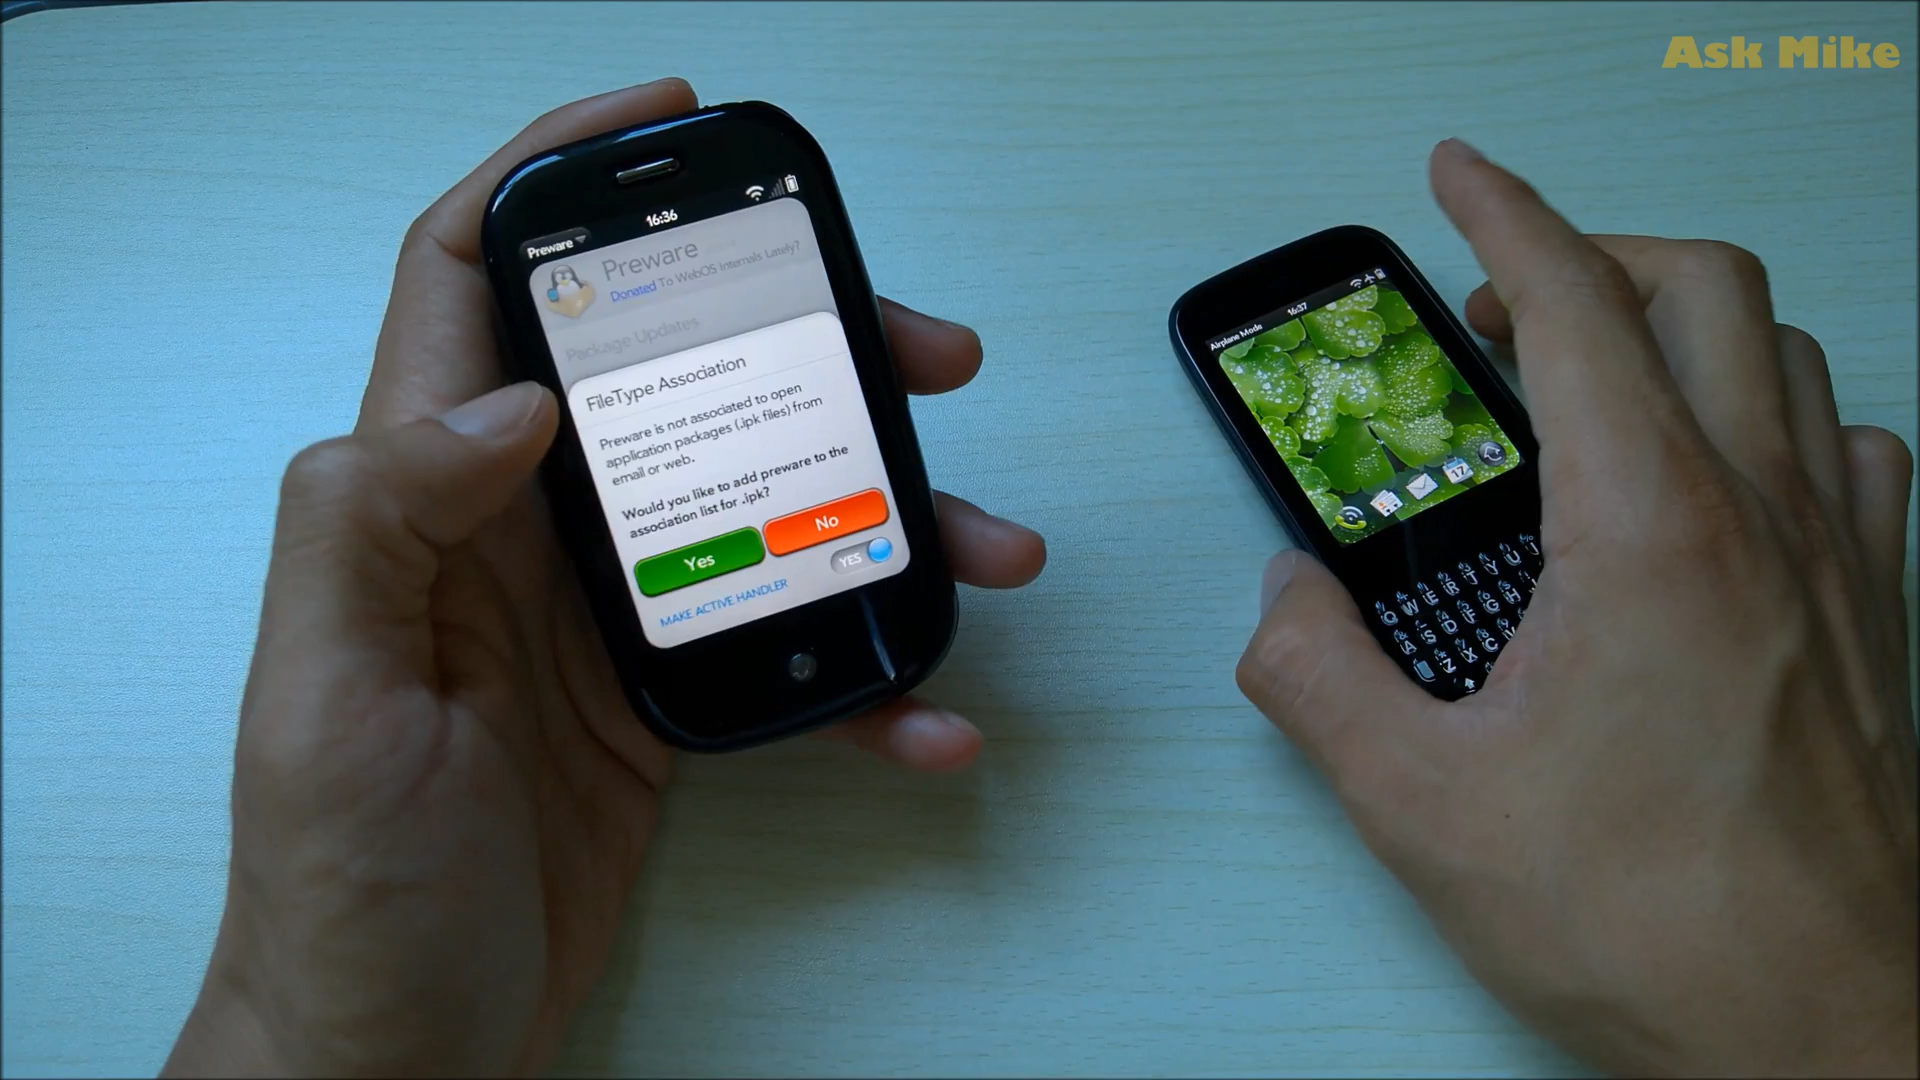 Ask Mike
16:36
Preware
Preware
Donated To WebOS Internals Lately?
Package Updates
FileType Association
Preware is not associated to open
application packages (.ipk files) from
email or web.
Would you like to add preware to the
association list for .ipk?
Yes
No
MAKE ACTIVE HANDLER
YES
16:37
Airplane Mode
17
Q W E R T Y U
A S D F G H
Z X C V